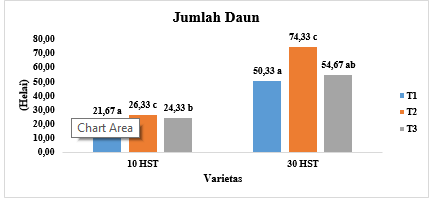 Jumlah Daun
(Helai)
80,00
70,00
60,00
50,00
40,00
30,00
20,00
10,00
0,00
21,67 a
26,33 c
24,33 b
50,33 a
74,33 c
54,67 ab
Chart Area
10 HST
30 HST
Varietas
T1
T2
T3